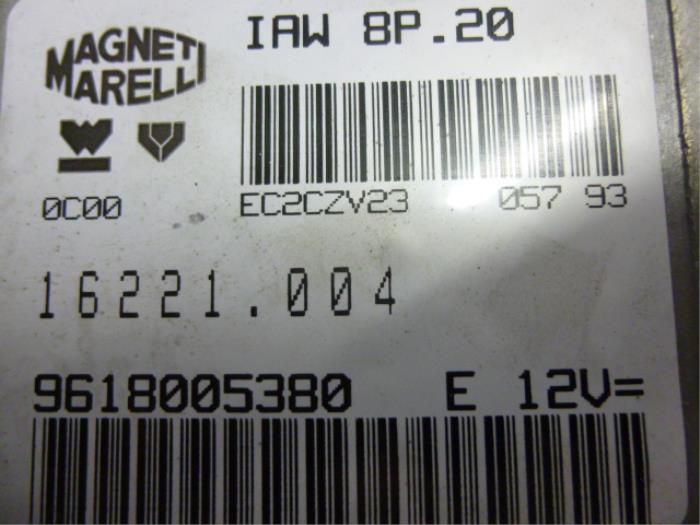 MAGNETI
MARELLI
IAW 8P.20
0C00
EC2CZV23 057 93
16221.004
9618005380 E 12V=